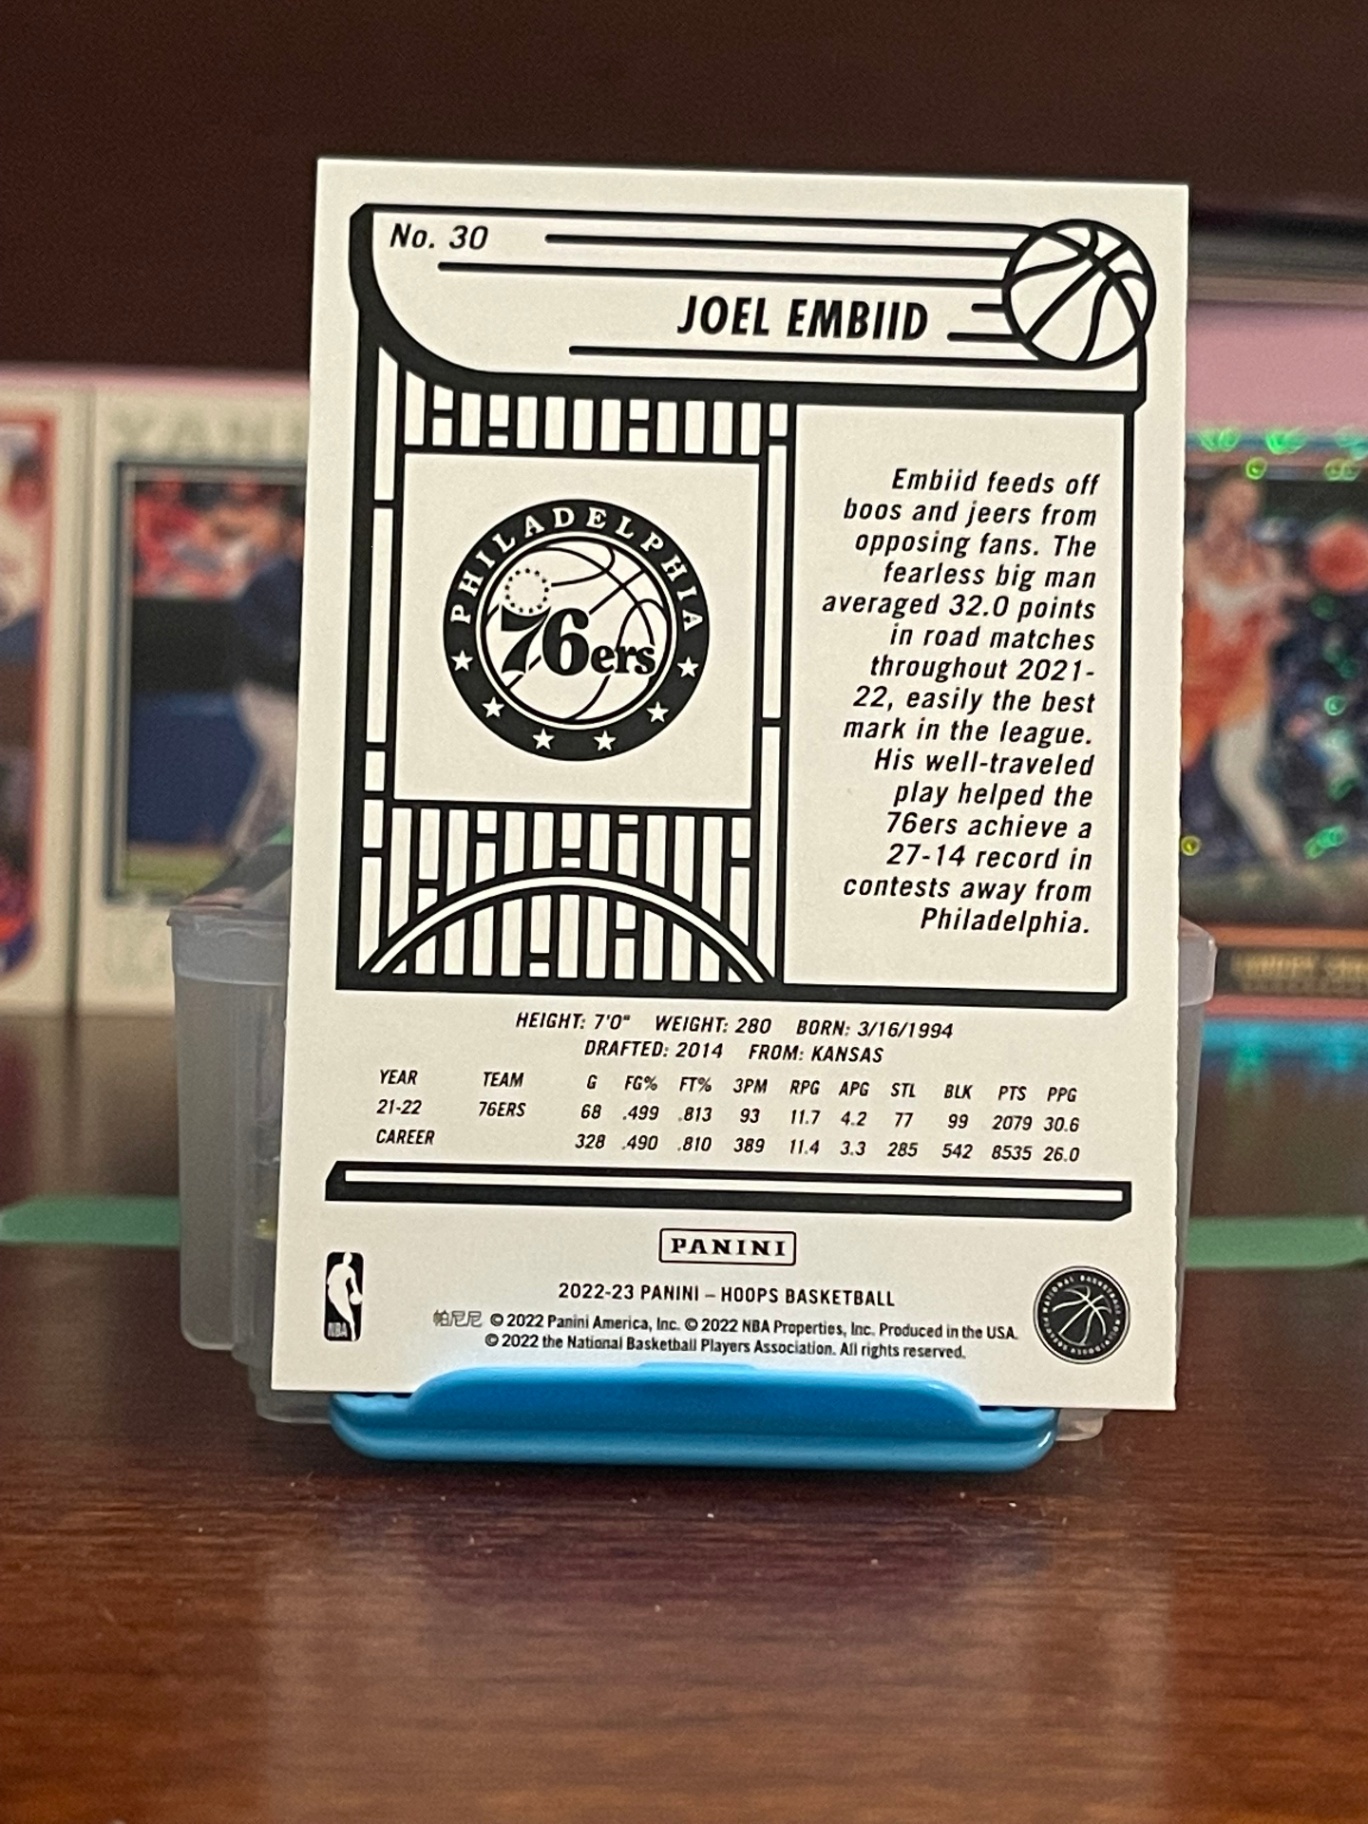 No. 30
JOEL EMBIID
PHILADELPHIA
76ers
Embiid feeds off
boos and jeers from
opposing fans. The
fearless big man
averaged 32.0 points
in road matches
throughout 2021-
22, easily the best
mark in the league.
His well-traveled
play helped the
76ers achieve a
27-14 record in
contests away from
Philadelphia.
HEIGHT: 7'0" WEIGHT: 280 BORN: 3/16/1994
DRAFTED: 2014 FROM: KANSAS
YEAR TEAM G FG% FT% 3PM RPG APG STL BLK PTS PPG
21-22 76ERS 68 .499 .813 93 11.7 4.2 77 99 2079 30.6
CAREER 328 .490 .810 389 11.4 3.3 285 542 8535 26.0
PANINI
NBA
2022-23 PANINI – HOOPS BASKETBALL
帕尼尼 © 2022 Panini America, Inc. © 2022 NBA Properties, Inc. Produced in the USA.
© 2022 the National Basketball Players Association. All rights reserved.
NATIONAL BASKETBALL PLAYERS ASSOCIATION